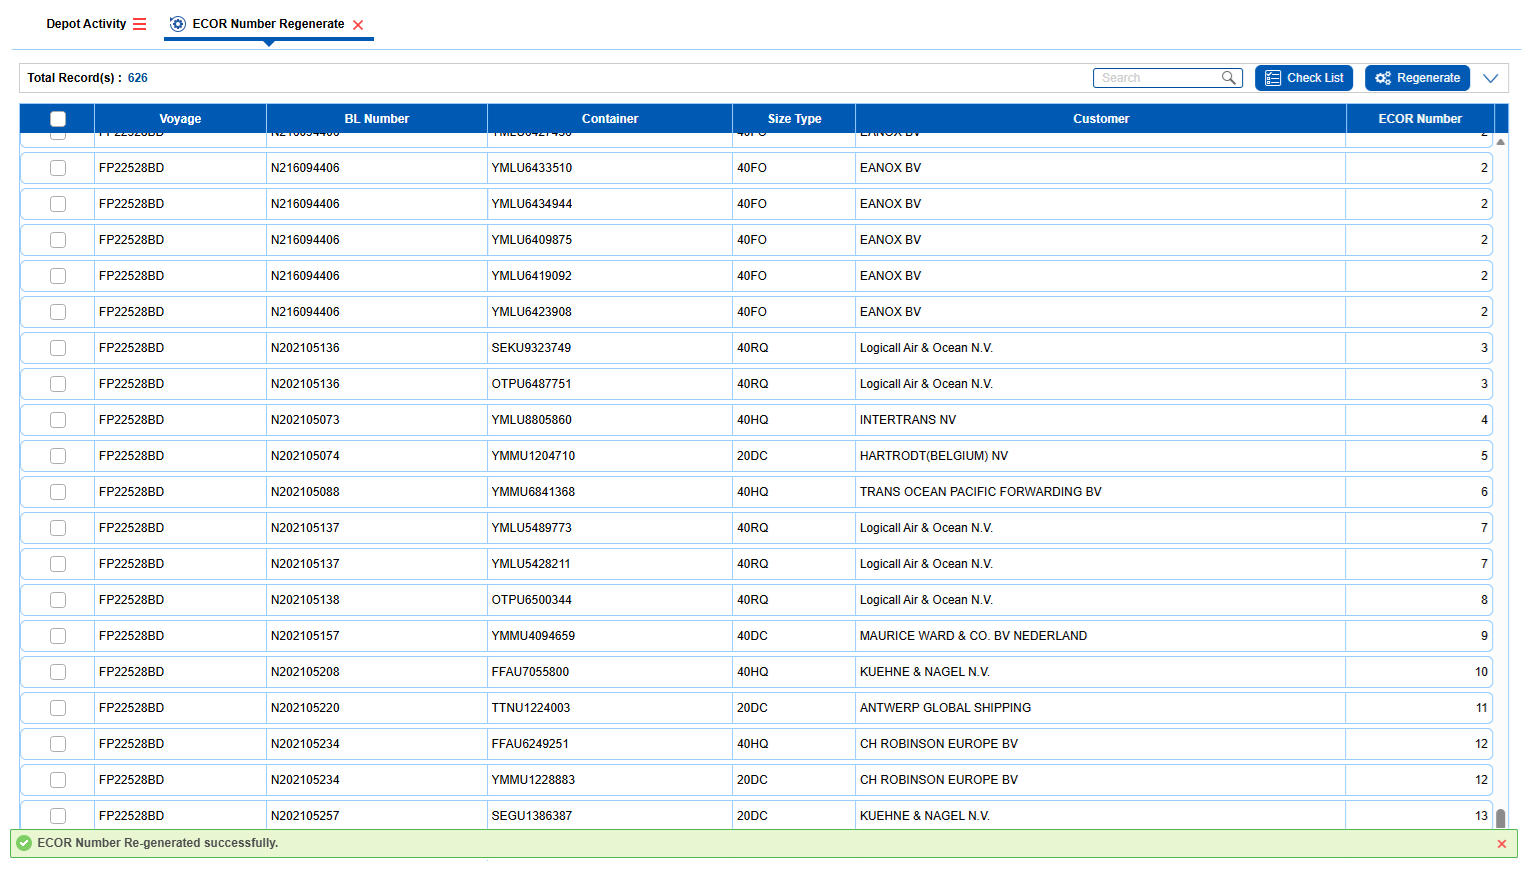 Depot Activity ECOR Number Regenerate
Total Record(s) : 626 Search Check List Regenerate
Voyage BL Number Container Size Type Customer ECOR Number
FP22528BD N216094406 40FO EANOX BV 2
FP22528BD N216094406 YMLU6433510 40FO EANOX BV 2
FP22528BD N216094406 YMLU6434944 40FO EANOX BV 2
FP22528BD N216094406 YMLU6409875 40FO EANOX BV 2
FP22528BD N216094406 YMLU6419092 40FO EANOX BV 2
FP22528BD N216094406 YMLU6423908 40FO EANOX BV 2
FP22528BD N202105136 SEKU9323749 40RQ Logicall Air & Ocean N.V. 3
FP22528BD N202105136 OTPU6487751 40RQ Logicall Air & Ocean N.V. 3
FP22528BD N202105073 YMLU8805860 40HQ INTERTRANS NV 4
FP22528BD N202105074 YMMU1204710 20DC HARTRODT(BELGIUM) NV 5
FP22528BD N202105088 YMMU6841368 40HQ TRANS OCEAN PACIFIC FORWARDING BV 6
FP22528BD N202105137 YMLU5489773 40RQ Logicall Air & Ocean N.V. 7
FP22528BD N202105137 YMLU5428211 40RQ Logicall Air & Ocean N.V. 7
FP22528BD N202105138 OTPU6500344 40RQ Logicall Air & Ocean N.V. 8
FP22528BD N202105157 YMMU4094659 40DC MAURICE WARD & CO. BV NEDERLAND 9
FP22528BD N202105208 FFAU7055800 40HQ KUEHNE & NAGEL N.V. 10
FP22528BD N202105220 TTNU1224003 20DC ANTWERP GLOBAL SHIPPING 11
FP22528BD N202105234 FFAU6249251 40HQ CH ROBINSON EUROPE BV 12
FP22528BD N202105234 YMMU1228883 20DC CH ROBINSON EUROPE BV 12
FP22528BD N202105257 SEGU1386387 20DC KUEHNE & NAGEL N.V. 13
ECOR Number Re-generated successfully.